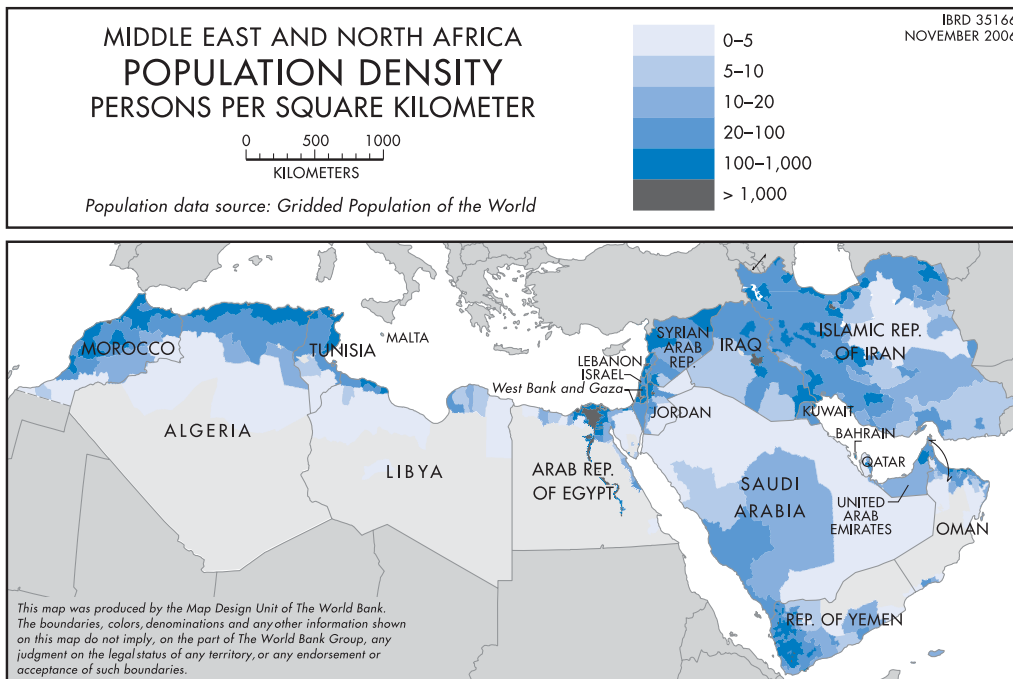 MIDDLE EAST AND NORTH AFRICA
POPULATION DENSITY
PERSONS PER SQUARE KILOMETER
0 500 1000
KILOMETERS
Population data source: Gridded Population of the World
0–5
5–10
10–20
20–100
100–1,000
> 1,000
IBRD 35166
NOVEMBER 2006
MALTA
MOROCCO
TUNISIA
ALGERIA
LIBYA
ARAB REP.
OF EGYPT
LEBANON
ISRAEL
West Bank and Gaza
SYRIAN
ARAB
REP.
JORDAN
IRAQ
ISLAMIC REP.
OF IRAN
KUWAIT
BAHRAIN
QATAR
SAUDI
ARABIA
UNITED
ARAB
EMIRATES
OMAN
REP. OF YEMEN
This map was produced by the Map Design Unit of The World Bank.
The boundaries, colors, denominations and any other information shown
on this map do not imply, on the part of The World Bank Group, any
judgment on the legal status of any territory, or any endorsement or
acceptance of such boundaries.